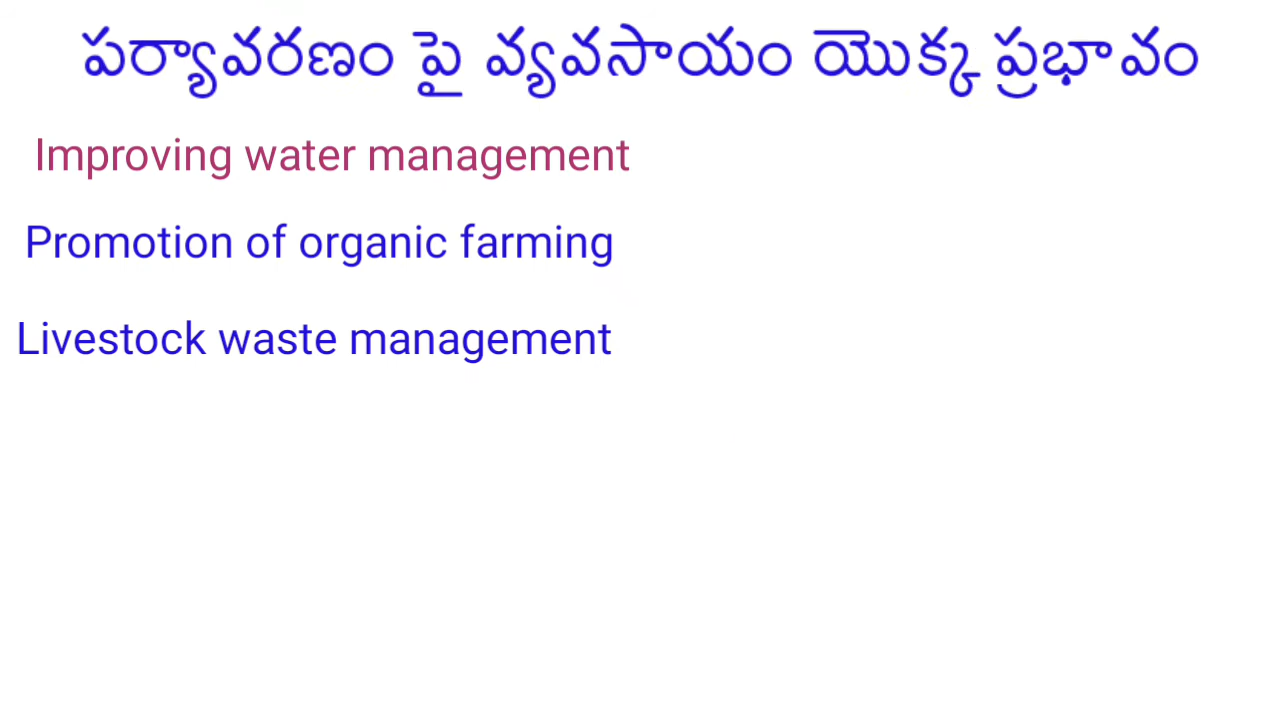 పర్యావరణం పై వ్యవసాయం యొక్క ప్రభావం
Improving water management
Promotion of organic farming
Livestock waste management